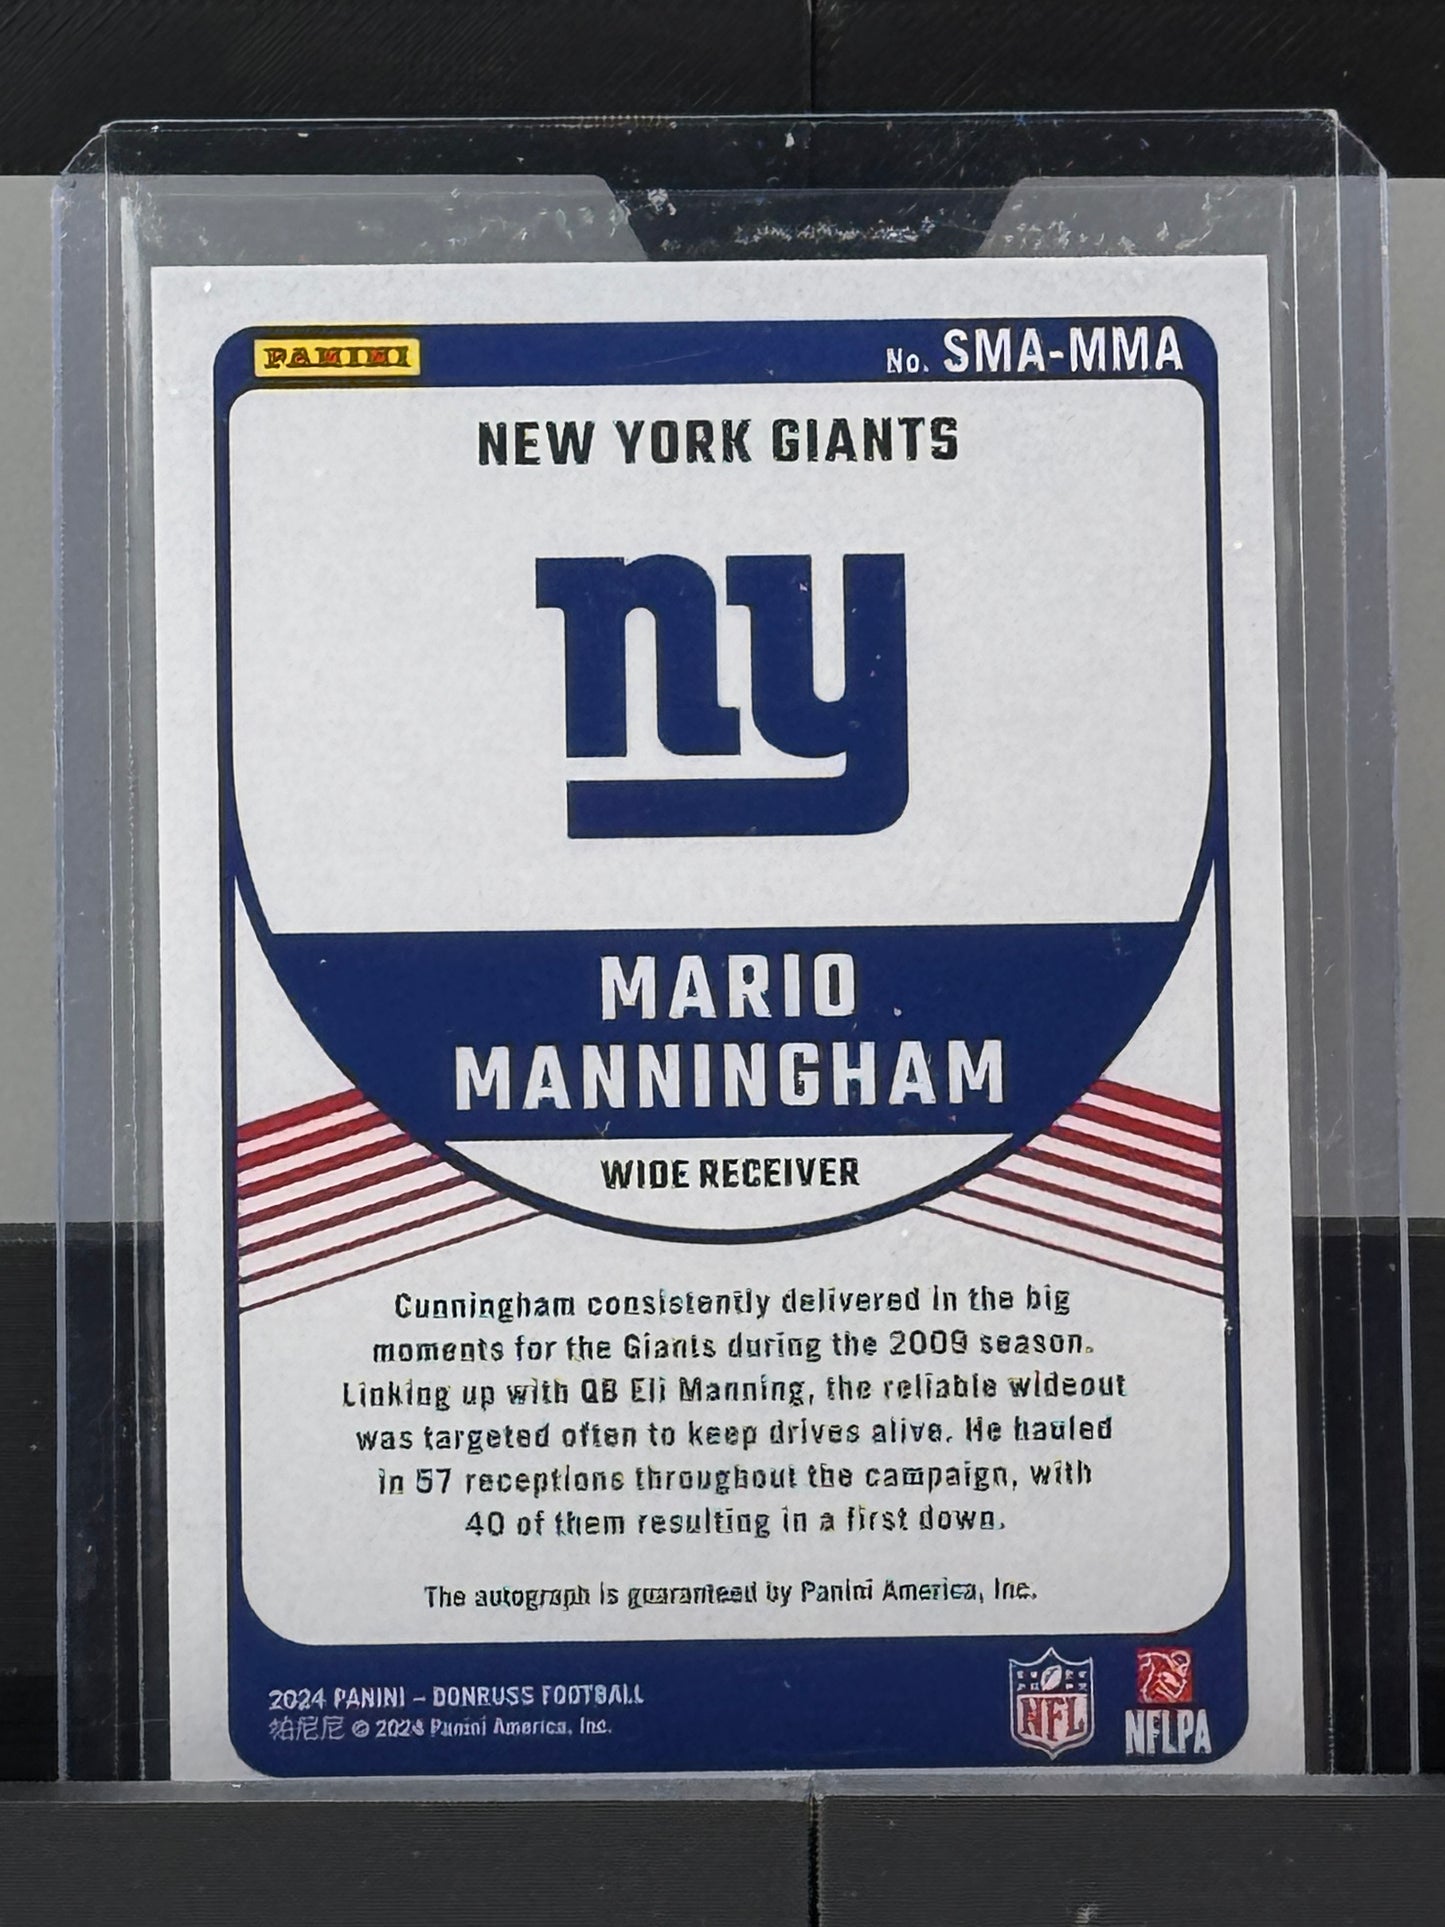 PANINI
No. SMA-MMA
NEW YORK GIANTS
ny
MARIO
MANNINGHAM
WIDE RECEIVER
Cunningham consistently delivered in the big
moments for the Giants during the 2009 season.
Linking up with QB Eli Manning, the reliable wideout
was targeted often to keep drives alive. He hauled
in 57 receptions throughout the campaign, with
40 of them resulting in a first down.
The autograph is guaranteed by Panini America, Inc.
2024 PANINI – DONRUSS FOOTBALL
帕尼尼 © 2024 Panini America, Inc.
NFL
NFLPA